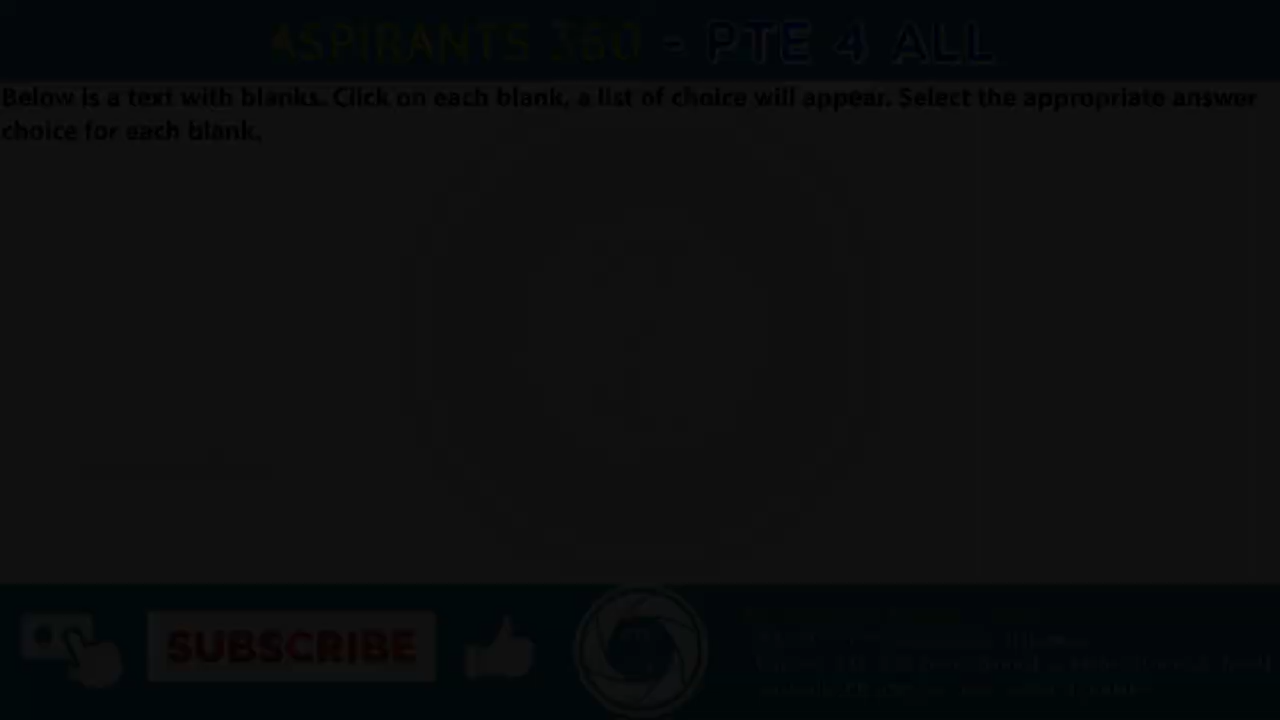 ASPIRANTS 360 - PTE 4 ALL
Below is a text with blanks. Click on each blank, a list of choice will appear. Select the appropriate answer
choice for each blank.
SUBSCRIBE